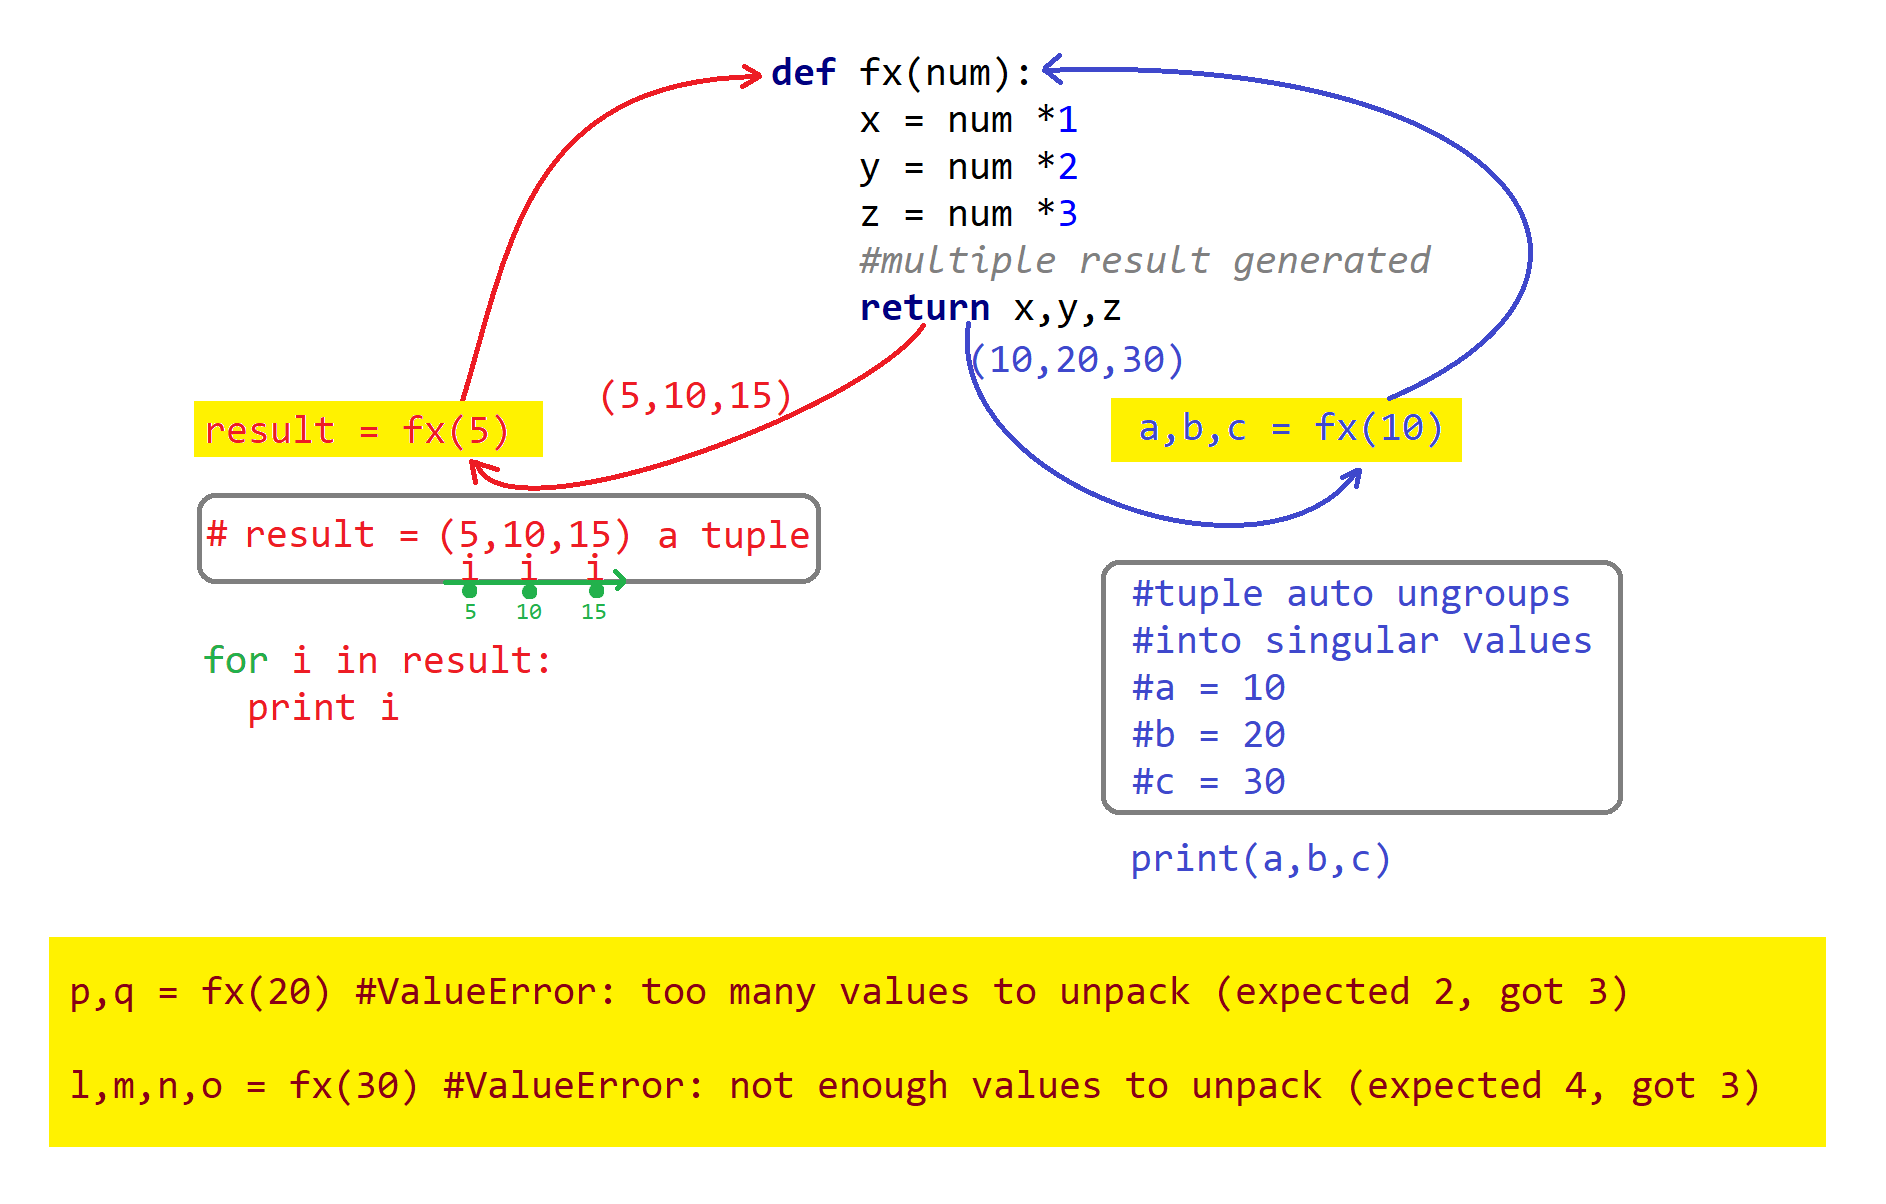 def fx(num):
x = num *1
y = num *2
z = num *3
#multiple result generated
return x,y,z
(10,20,30)
(5,10,15)
result = fx(5)
a,b,c = fx(10)
# result = (5,10,15) a tuple
i i i
5 10 15
for i in result:
print i
#tuple auto ungroups
#into singular values
#a = 10
#b = 20
#c = 30
print(a,b,c)
p,q = fx(20) #ValueError: too many values to unpack (expected 2, got 3)
l,m,n,o = fx(30) #ValueError: not enough values to unpack (expected 4, got 3)